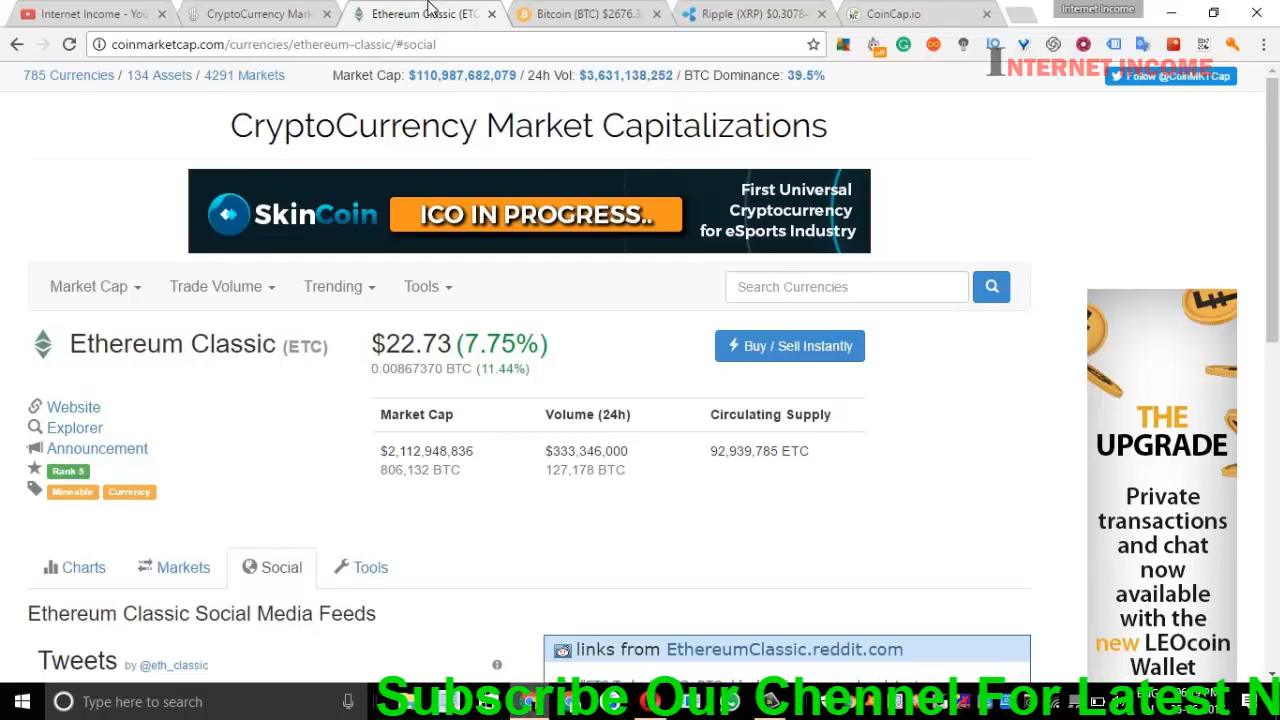 Internet Income
Internet Income - You
CryptoCurrency Mark
Ethereum Classic (ETC
Bitcoin (BTC) $2676.3
Ripple (XRP) $0.3078
CoinCap.io
coinmarketcap.com/currencies/ethereum-classic/#social
off
785 Currencies / 134 Assets / 4291 Markets
Market Cap: $110,987,682,079 / 24h Vol: $3,631,138,252 / BTC Dominance: 39.5%
INTERNET INCOME
Follow @CoinMKTCap
CryptoCurrency Market Capitalizations
SkinCoin
ICO IN PROGRESS..
First Universal
Cryptocurrency
for eSports Industry
Market Cap
Trade Volume
Trending
Tools
Search Currencies
Ethereum Classic (ETC)
$22.73 (7.75%)
0.00867370 BTC (11.44%)
Buy / Sell Instantly
Website
Explorer
Announcement
Rank 5
Mineable
Currency
Market Cap
Volume (24h)
Circulating Supply
$2,112,948,836
$333,346,000
92,939,785 ETC
806,132 BTC
127,178 BTC
THE
UPGRADE
Private
transactions
and chat
now
available
with the
new LEOcoin
Wallet
Charts
Markets
Social
Tools
Ethereum Classic Social Media Feeds
Tweets by @eth_classic
links from EthereumClassic.reddit.com
Type here to search
Subscribe Our Chennel For Latest N